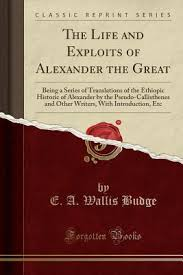 CLASSIC REPRINT SERIES
THE LIFE AND
EXPLOITS OF
ALEXANDER THE
GREAT
Being a Series of Translations of the Ethiopic
Historic of Alexander by the Pseudo-Callisthenes
and Other Writers, With Introduction, Etc
by
E. A. Wallis Budge
Forgotten Books